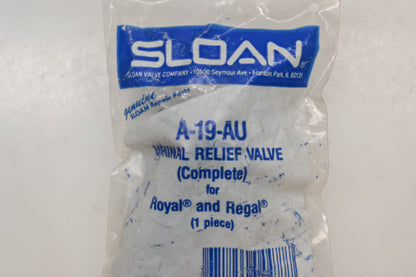 SLOAN®
SLOAN VALVE COMPANY • 10500 Seymour Ave. • Franklin Park, IL 60131
genuine
SLOAN Repair Parts
A-19-AU
URINAL RELIEF VALVE
(Complete)
for
Royal® and Regal®
(1 piece)